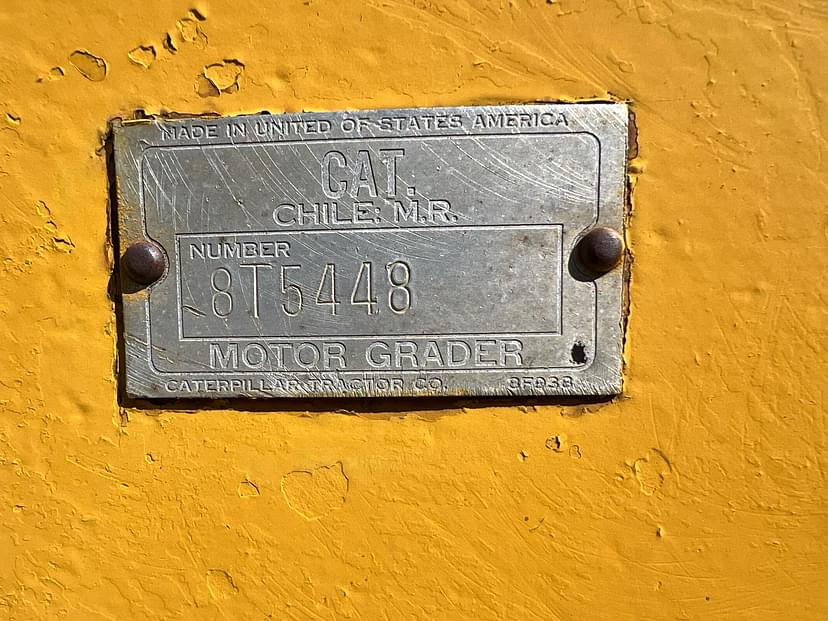 MADE IN UNITED OF STATES AMERICA
CAT.
CHILE: M.R.
NUMBER
8T5448
MOTOR GRADER
CATERPILLAR TRACTOR CO.